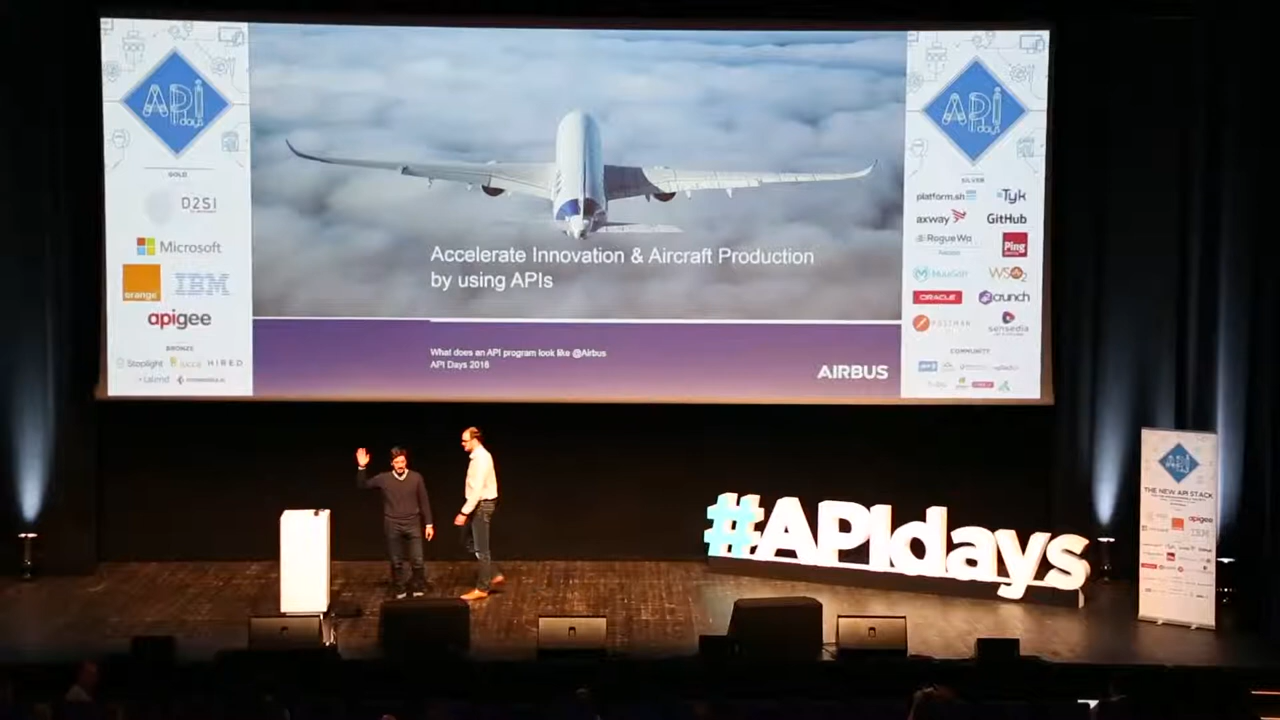 API
days
GOLD
D2SI
Microsoft
orange
IBM
apigee
BRONZE
Stoplight
HIRED
talend
Accelerate Innovation & Aircraft Production
by using APIs
What does an API program look like @Airbus
API Days 2018
AIRBUS
API
days
SILVER
platform.sh
Tyk
axway
GitHub
Ping
MuleSoft
WSO2
ORACLE
crunch
POSTMAN
sensedia
COMMUNITY
#APIdays
THE NEW API STACK
apigee
IBM